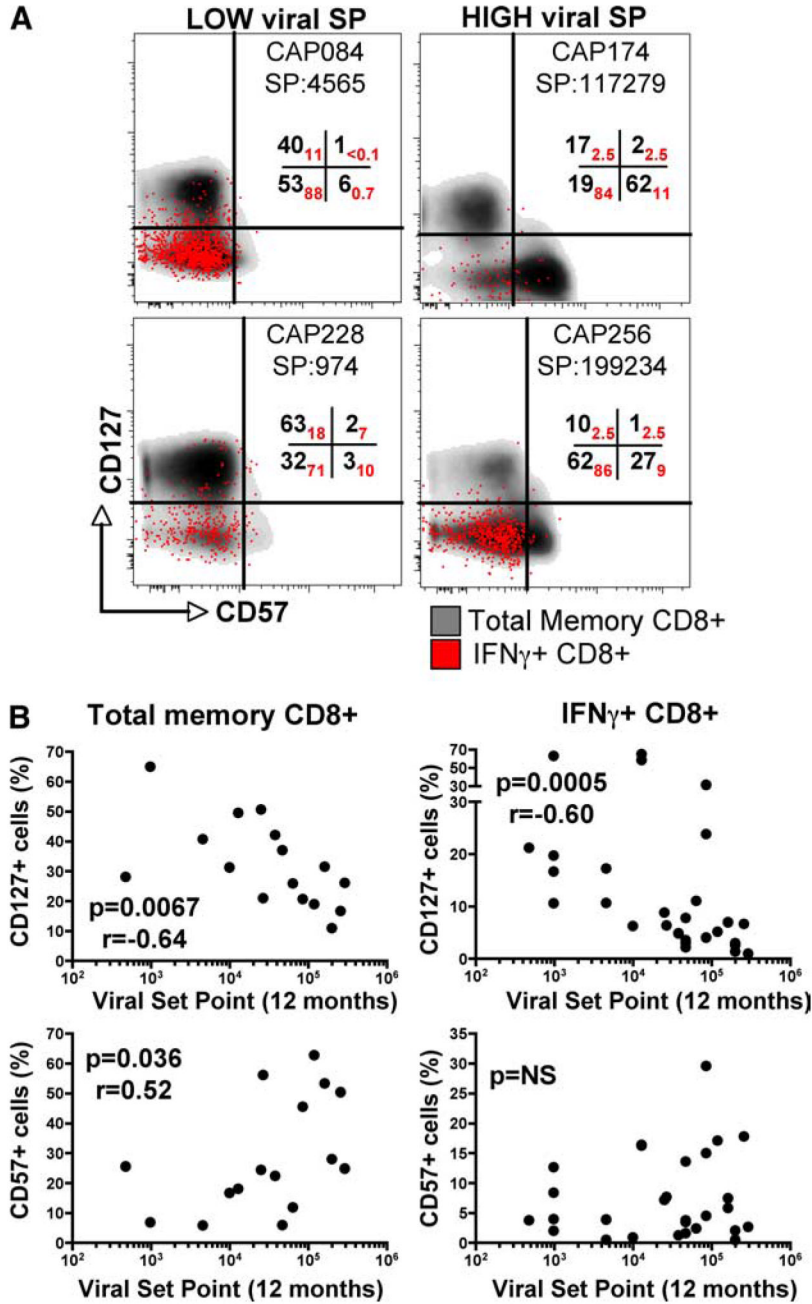 A
LOW viral SP
HIGH viral SP
CAP084
SP:4565
40 11 1 <0.1
53 88 6 0.7
CAP174
SP:117279
17 2.5 2 2.5
19 84 62 11
CAP228
SP:974
63 18 2 7
32 71 3 10
CAP256
SP:199234
10 2.5 1 2.5
62 86 27 9
CD127
CD57
Total Memory CD8+
IFNγ+ CD8+
B
Total memory CD8+
CD127+ cells (%)
70
60
50
40
30
20
10
0
p=0.0067
r=-0.64
10² 10³ 10⁴ 10⁵ 10⁶
Viral Set Point (12 months)
IFNγ+ CD8+
CD127+ cells (%)
70
50
30
30
20
10
0
p=0.0005
r=-0.60
10² 10³ 10⁴ 10⁵ 10⁶
Viral Set Point (12 months)
CD57+ cells (%)
70
60
50
40
30
20
10
0
p=0.036
r=0.52
10² 10³ 10⁴ 10⁵ 10⁶
Viral Set Point (12 months)
CD57+ cells (%)
35
30
25
20
15
10
5
0
p=NS
10² 10³ 10⁴ 10⁵ 10⁶
Viral Set Point (12 months)